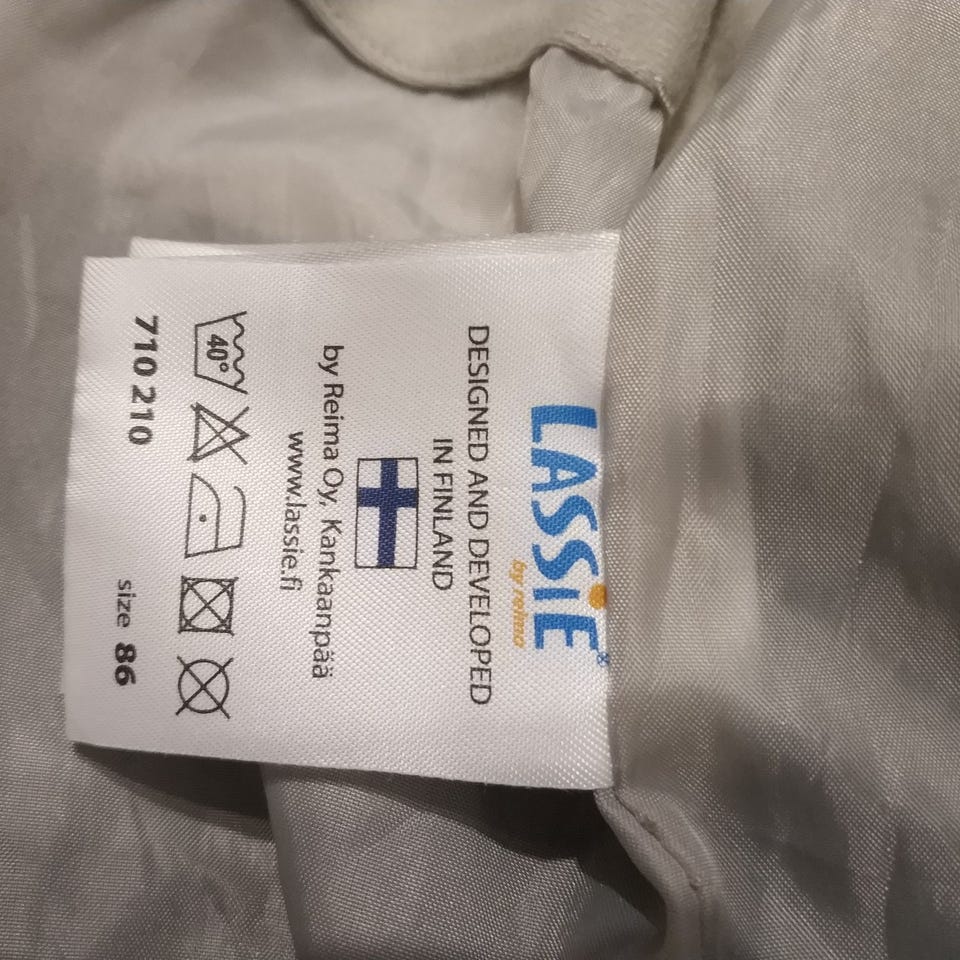 LASSiE®
by reima
DESIGNED AND DEVELOPED
IN FINLAND
by Reima Oy, Kankaanpää
www.lassie.fi
40°
710 210 size 86